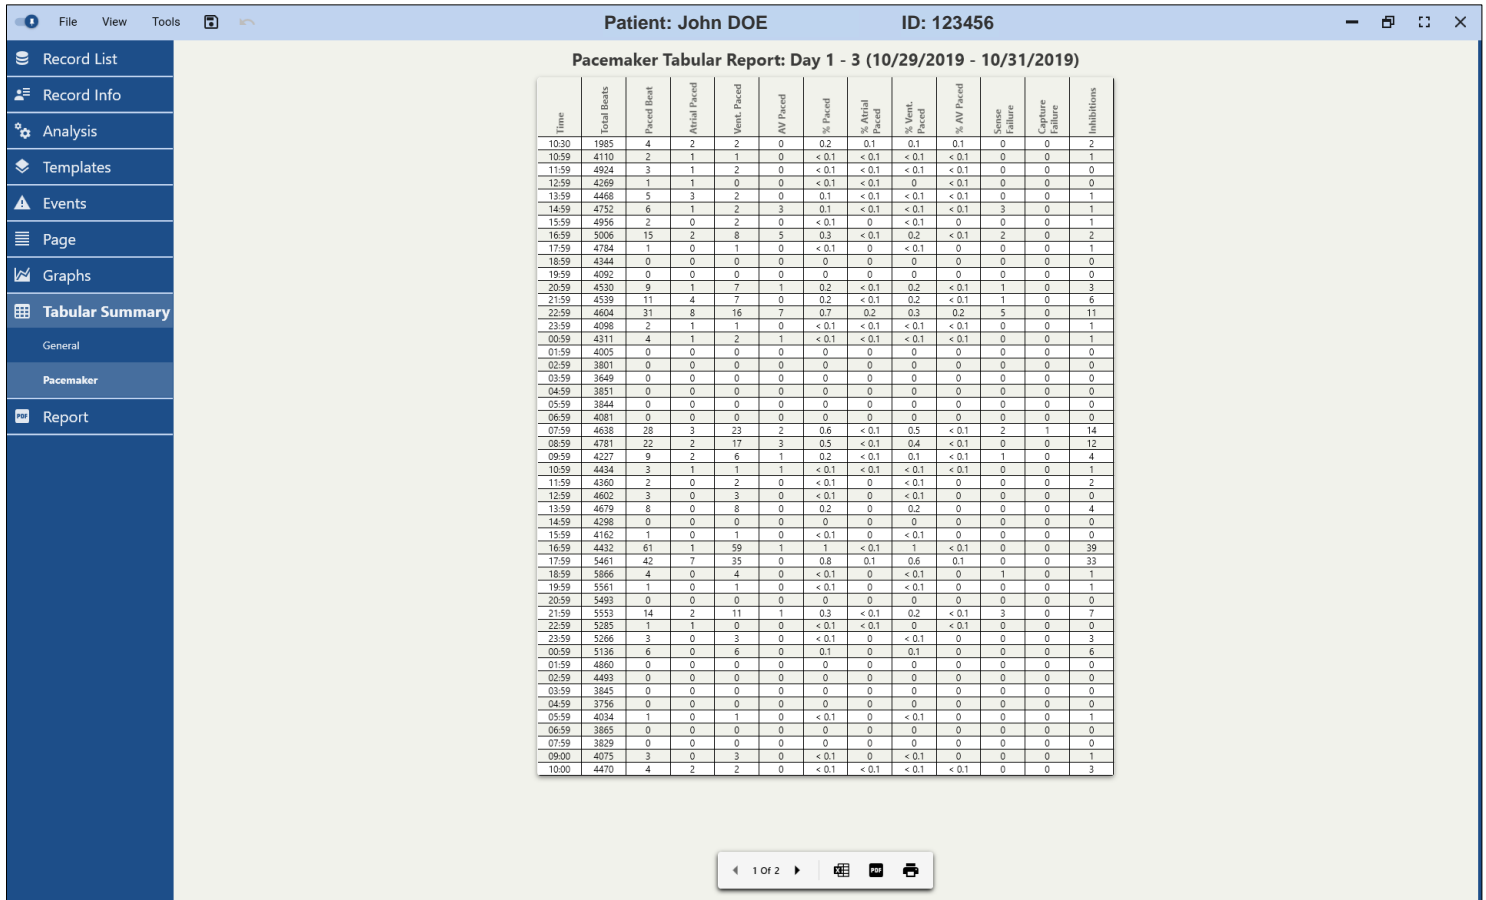 File View Tools Patient: John DOE ID: 123456
Record List
Record Info
Analysis
Templates
Events
Page
Graphs
Tabular Summary
General
Pacemaker
PDF Report
Pacemaker Tabular Report: Day 1 - 3 (10/29/2019 - 10/31/2019)
Time Total Beats Paced Beat Atrial Paced Vent. Paced AV Paced % Paced % Atrial Paced % Vent. Paced % AV Paced Sense Failure Capture Failure Inhibitions
10:30 1985 4 2 2 0 0.2 0.1 0.1 0.1 0 0 2
10:59 4110 2 1 1 0 < 0.1 < 0.1 < 0.1 < 0.1 0 0 1
11:59 4924 3 1 2 0 < 0.1 < 0.1 < 0.1 < 0.1 0 0 0
12:59 4269 1 1 0 0 < 0.1 < 0.1 0 < 0.1 0 0 0
13:59 4468 5 3 2 0 0.1 < 0.1 < 0.1 < 0.1 0 0 1
14:59 4752 6 1 2 3 0.1 < 0.1 < 0.1 < 0.1 3 0 1
15:59 4956 2 0 2 0 < 0.1 0 < 0.1 0 0 0 1
16:59 5006 15 2 8 5 0.3 < 0.1 0.2 < 0.1 2 0 2
17:59 4784 1 0 1 0 < 0.1 0 < 0.1 0 0 0 1
18:59 4344 0 0 0 0 0 0 0 0 0 0 0
19:59 4092 0 0 0 0 0 0 0 0 0 0 0
20:59 4530 9 1 7 1 0.2 < 0.1 0.2 < 0.1 1 0 3
21:59 4539 11 4 7 0 0.2 < 0.1 0.2 < 0.1 1 0 6
22:59 4604 31 8 16 7 0.7 0.2 0.3 0.2 5 0 11
23:59 4098 2 1 1 0 < 0.1 < 0.1 < 0.1 < 0.1 0 0 1
00:59 4311 4 1 2 1 < 0.1 < 0.1 < 0.1 < 0.1 0 0 1
01:59 4005 0 0 0 0 0 0 0 0 0 0 0
02:59 3801 0 0 0 0 0 0 0 0 0 0 0
03:59 3649 0 0 0 0 0 0 0 0 0 0 0
04:59 3851 0 0 0 0 0 0 0 0 0 0 0
05:59 3844 0 0 0 0 0 0 0 0 0 0 0
06:59 4081 0 0 0 0 0 0 0 0 0 0 0
07:59 4638 28 3 23 2 0.6 < 0.1 0.5 < 0.1 2 1 14
08:59 4781 22 2 17 3 0.5 < 0.1 0.4 < 0.1 0 0 12
09:59 4227 9 2 6 1 0.2 < 0.1 0.1 < 0.1 1 0 4
10:59 4434 3 1 1 1 < 0.1 < 0.1 < 0.1 < 0.1 0 0 1
11:59 4360 2 0 2 0 < 0.1 0 < 0.1 0 0 0 2
12:59 4602 3 0 3 0 < 0.1 0 < 0.1 0 0 0 0
13:59 4679 8 0 8 0 0.2 0 0.2 0 0 0 4
14:59 4298 0 0 0 0 0 0 0 0 0 0 0
15:59 4162 1 0 1 0 < 0.1 0 < 0.1 0 0 0 0
16:59 4432 61 1 59 1 1 < 0.1 1 < 0.1 0 0 39
17:59 5461 42 7 35 0 0.8 0.1 0.6 0.1 0 0 33
18:59 5866 4 0 4 0 < 0.1 0 < 0.1 0 1 0 1
19:59 5561 1 0 1 0 < 0.1 0 < 0.1 0 0 0 1
20:59 5493 0 0 0 0 0 0 0 0 0 0 0
21:59 5553 14 2 11 1 0.3 < 0.1 0.2 < 0.1 3 0 7
22:59 5285 1 1 0 0 < 0.1 < 0.1 0 < 0.1 0 0 0
23:59 5266 3 0 3 0 < 0.1 0 < 0.1 0 0 0 3
00:59 5136 6 0 6 0 0.1 0 0.1 0 0 0 6
01:59 4860 0 0 0 0 0 0 0 0 0 0 0
02:59 4493 0 0 0 0 0 0 0 0 0 0 0
03:59 3845 0 0 0 0 0 0 0 0 0 0 0
04:59 3756 0 0 0 0 0 0 0 0 0 0 0
05:59 4034 1 0 1 0 < 0.1 0 < 0.1 0 0 0 1
06:59 3865 0 0 0 0 0 0 0 0 0 0 0
07:59 3829 0 0 0 0 0 0 0 0 0 0 0
09:00 4075 3 0 3 0 < 0.1 0 < 0.1 0 0 0 1
10:00 4470 4 2 2 0 < 0.1 < 0.1 < 0.1 < 0.1 0 0 3
1 Of 2 PDF